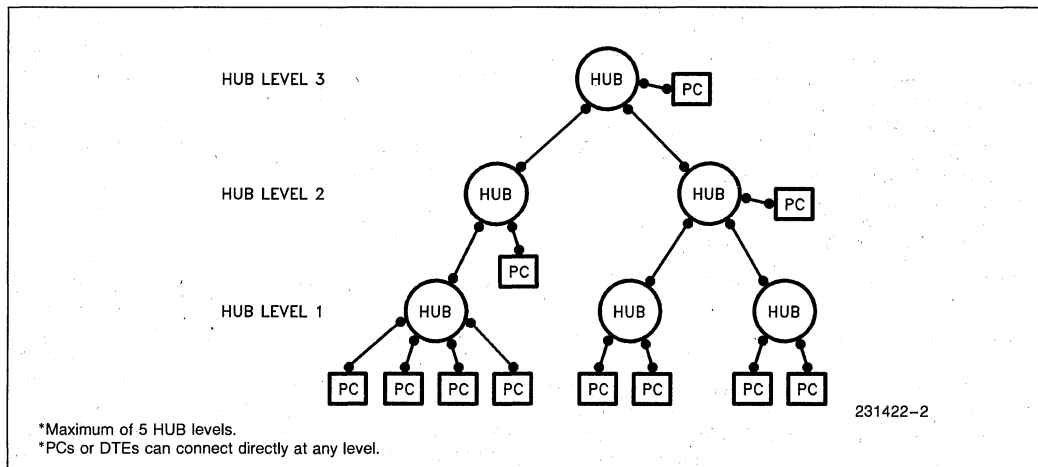 HUB LEVEL 3
HUB
PC
HUB LEVEL 2
HUB
HUB
PC
PC
HUB LEVEL 1
HUB
HUB
HUB
PC
PC
PC
PC
PC
PC
PC
PC
231422–2
*Maximum of 5 HUB levels.
*PCs or DTEs can connect directly at any level.